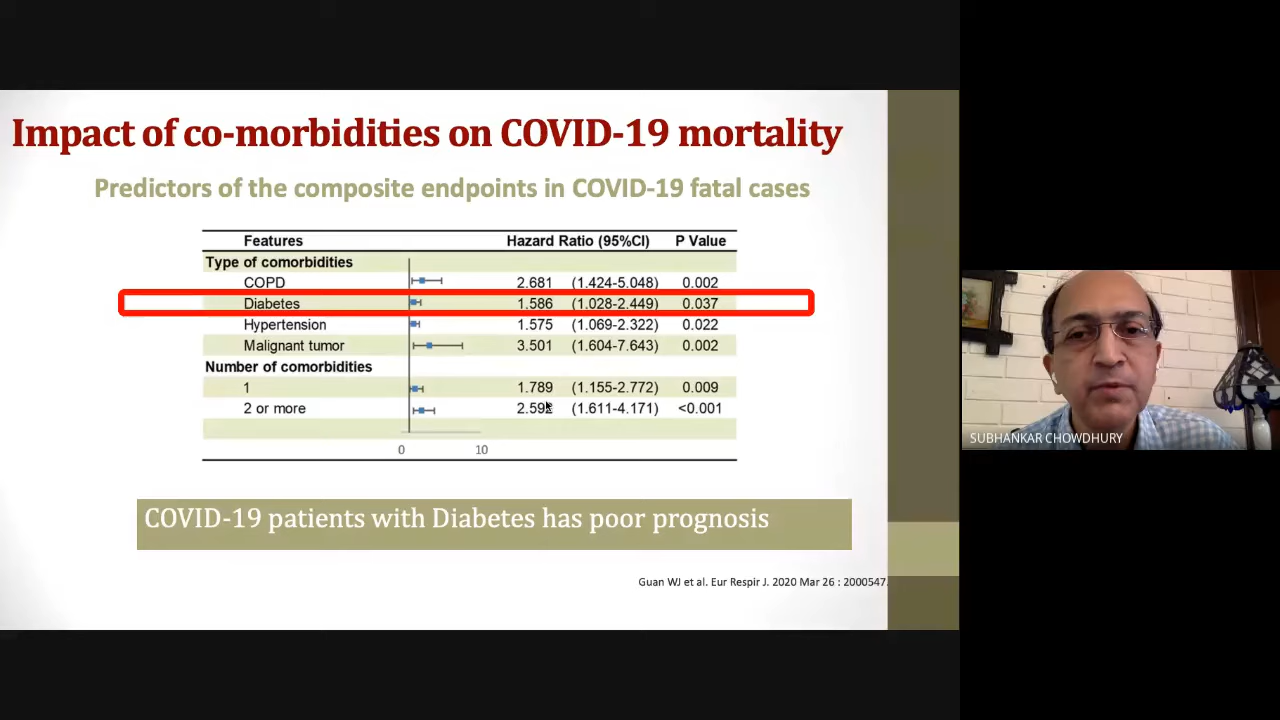 Impact of co-morbidities on COVID-19 mortality
Predictors of the composite endpoints in COVID-19 fatal cases
Features Hazard Ratio (95%CI) P Value
Type of comorbidities
COPD 2.681 (1.424-5.048) 0.002
Diabetes 1.586 (1.028-2.449) 0.037
Hypertension 1.575 (1.069-2.322) 0.022
Malignant tumor 3.501 (1.604-7.643) 0.002
Number of comorbidities
1 1.789 (1.155-2.772) 0.009
2 or more (1.611-4.171) <0.001
0 10
COVID-19 patients with Diabetes has poor prognosis
Guan WJ et al. Eur Respir J. 2020 Mar 26 : 2000547.
SUBHANKAR CHOWDHURY